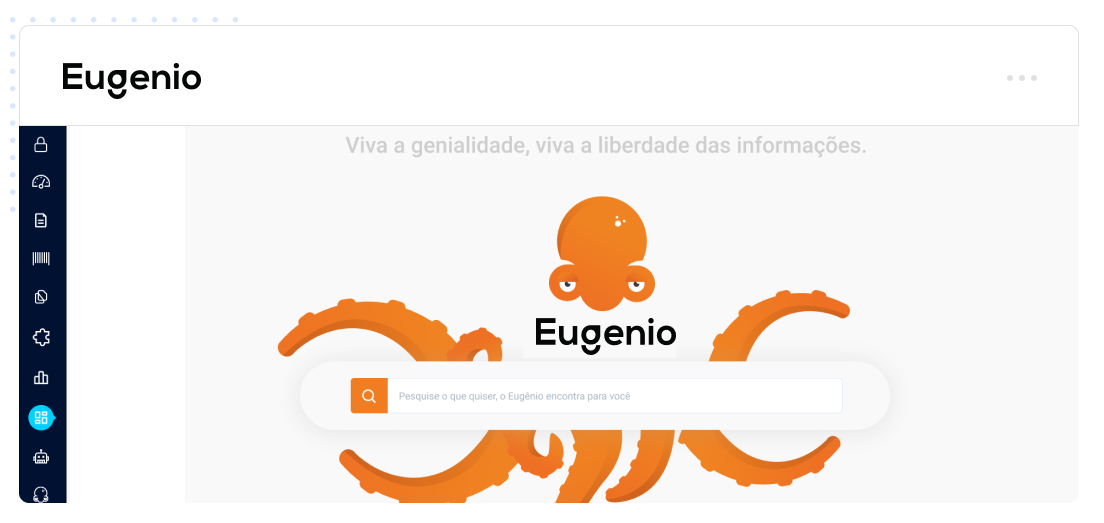 Eugenio
Viva a genialidade, viva a liberdade das informações.
Eugenio
Pesquise o que quiser, o Eugênio encontra para você